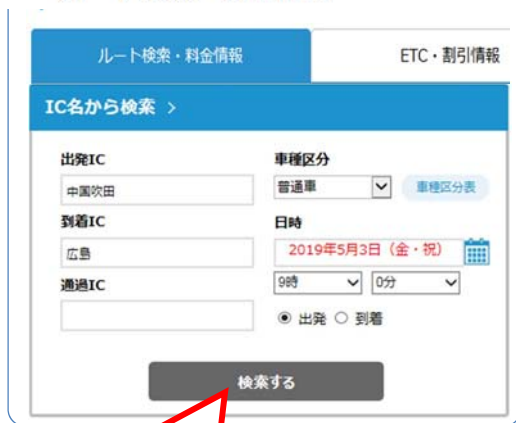 ルート検索・料金情報
ETC・割引情報
IC名から検索 >
出発IC
車種区分
中国吹田
普通車
車種区分表
到着IC
日時
広島
2019年5月3日（金・祝）
通過IC
9時
0分
出発
到着
検索する